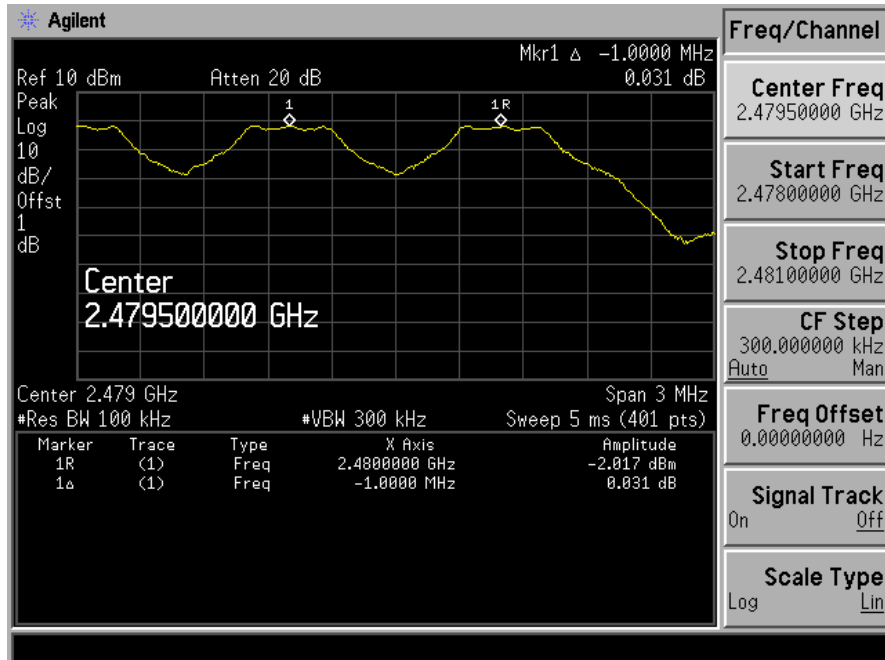 Agilent
Freq/Channel
Mkr1 Δ -1.0000 MHz
Ref 10 dBm Atten 20 dB 0.031 dB
Peak
Log
10
dB/
Offst
1
dB
1 1R
Center
2.479500000 GHz
Center 2.479 GHz Span 3 MHz
#Res BW 100 kHz #VBW 300 kHz Sweep 5 ms (401 pts)
Marker Trace Type X Axis Amplitude
1R (1) Freq 2.4800000 GHz -2.017 dBm
1Δ (1) Freq -1.0000 MHz 0.031 dB
Center Freq
2.47950000 GHz
Start Freq
2.47800000 GHz
Stop Freq
2.48100000 GHz
CF Step
300.000000 kHz
Auto Man
Freq Offset
0.00000000 Hz
Signal Track
On Off
Scale Type
Log Lin